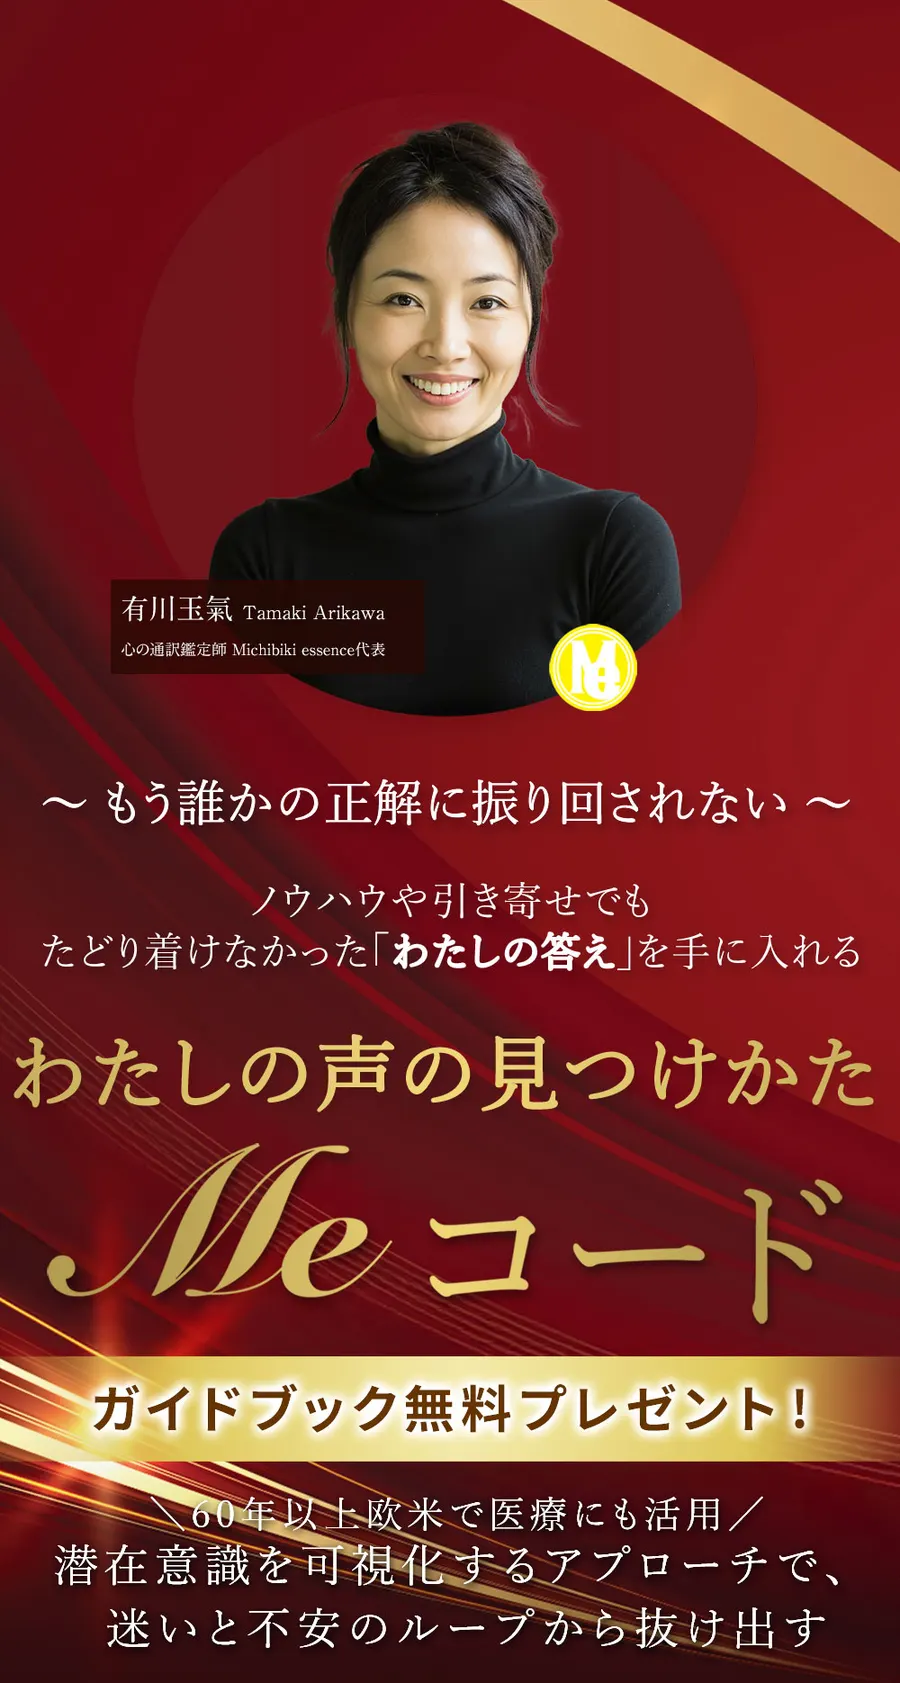 有川玉氣 Tamaki Arikawa
心の通訳鑑定師 Michibiki essence代表
Me
〜 もう誰かの正解に振り回されない 〜
ノウハウや引き寄せでも
たどり着けなかった「わたしの答え」を手に入れる
わたしの声の見つけかた
Me コード
ガイドブック無料プレゼント！
＼60年以上欧米で医療にも活用／
潜在意識を可視化するアプローチで、
迷いと不安のループから抜け出す